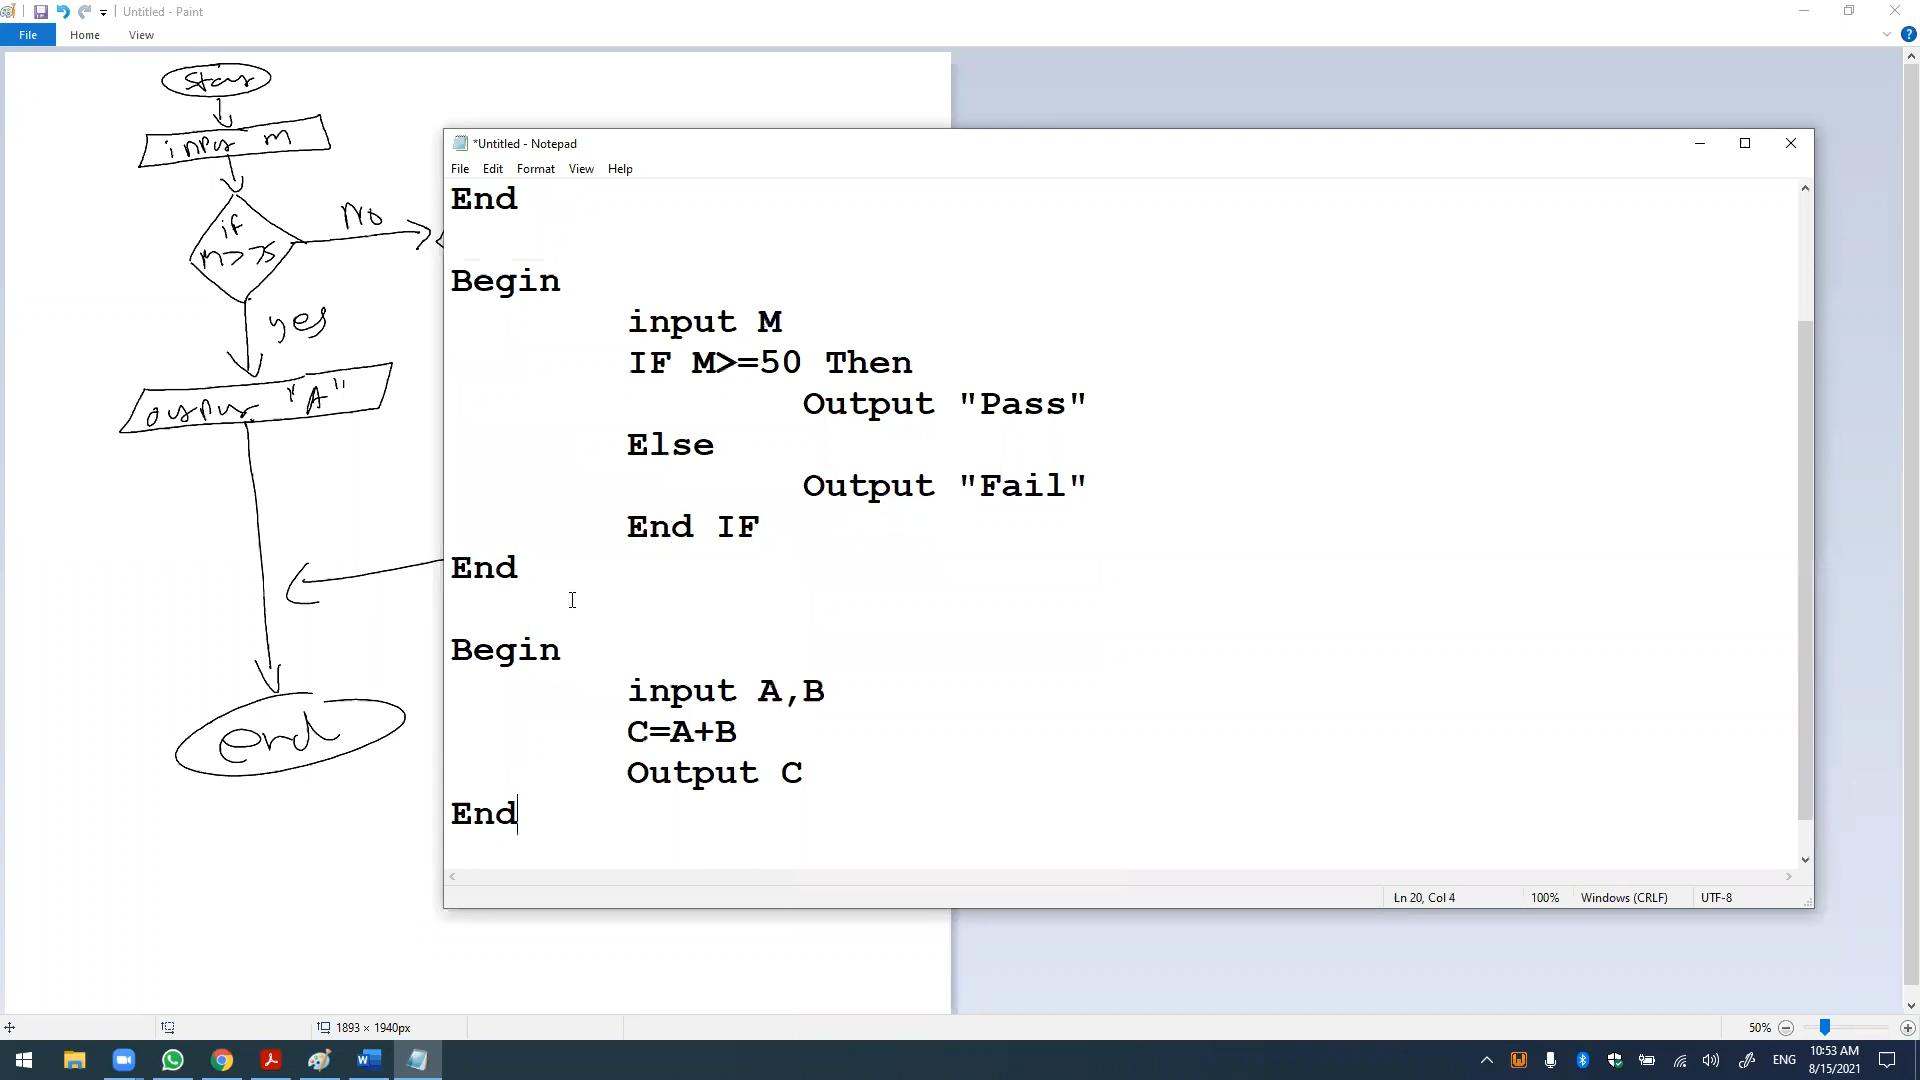 Untitled - Paint
File Home View
Start
input M
if
M>75
No
yes
output "A"
end
*Untitled - Notepad
File Edit Format View Help
End
Begin
input M
IF M>=50 Then
Output "Pass"
Else
Output "Fail"
End IF
End
Begin
input A,B
C=A+B
Output C
End
Ln 20, Col 4 100% Windows (CRLF) UTF-8
1893 × 1940px 50%
ENG 10:53 AM
8/15/2021